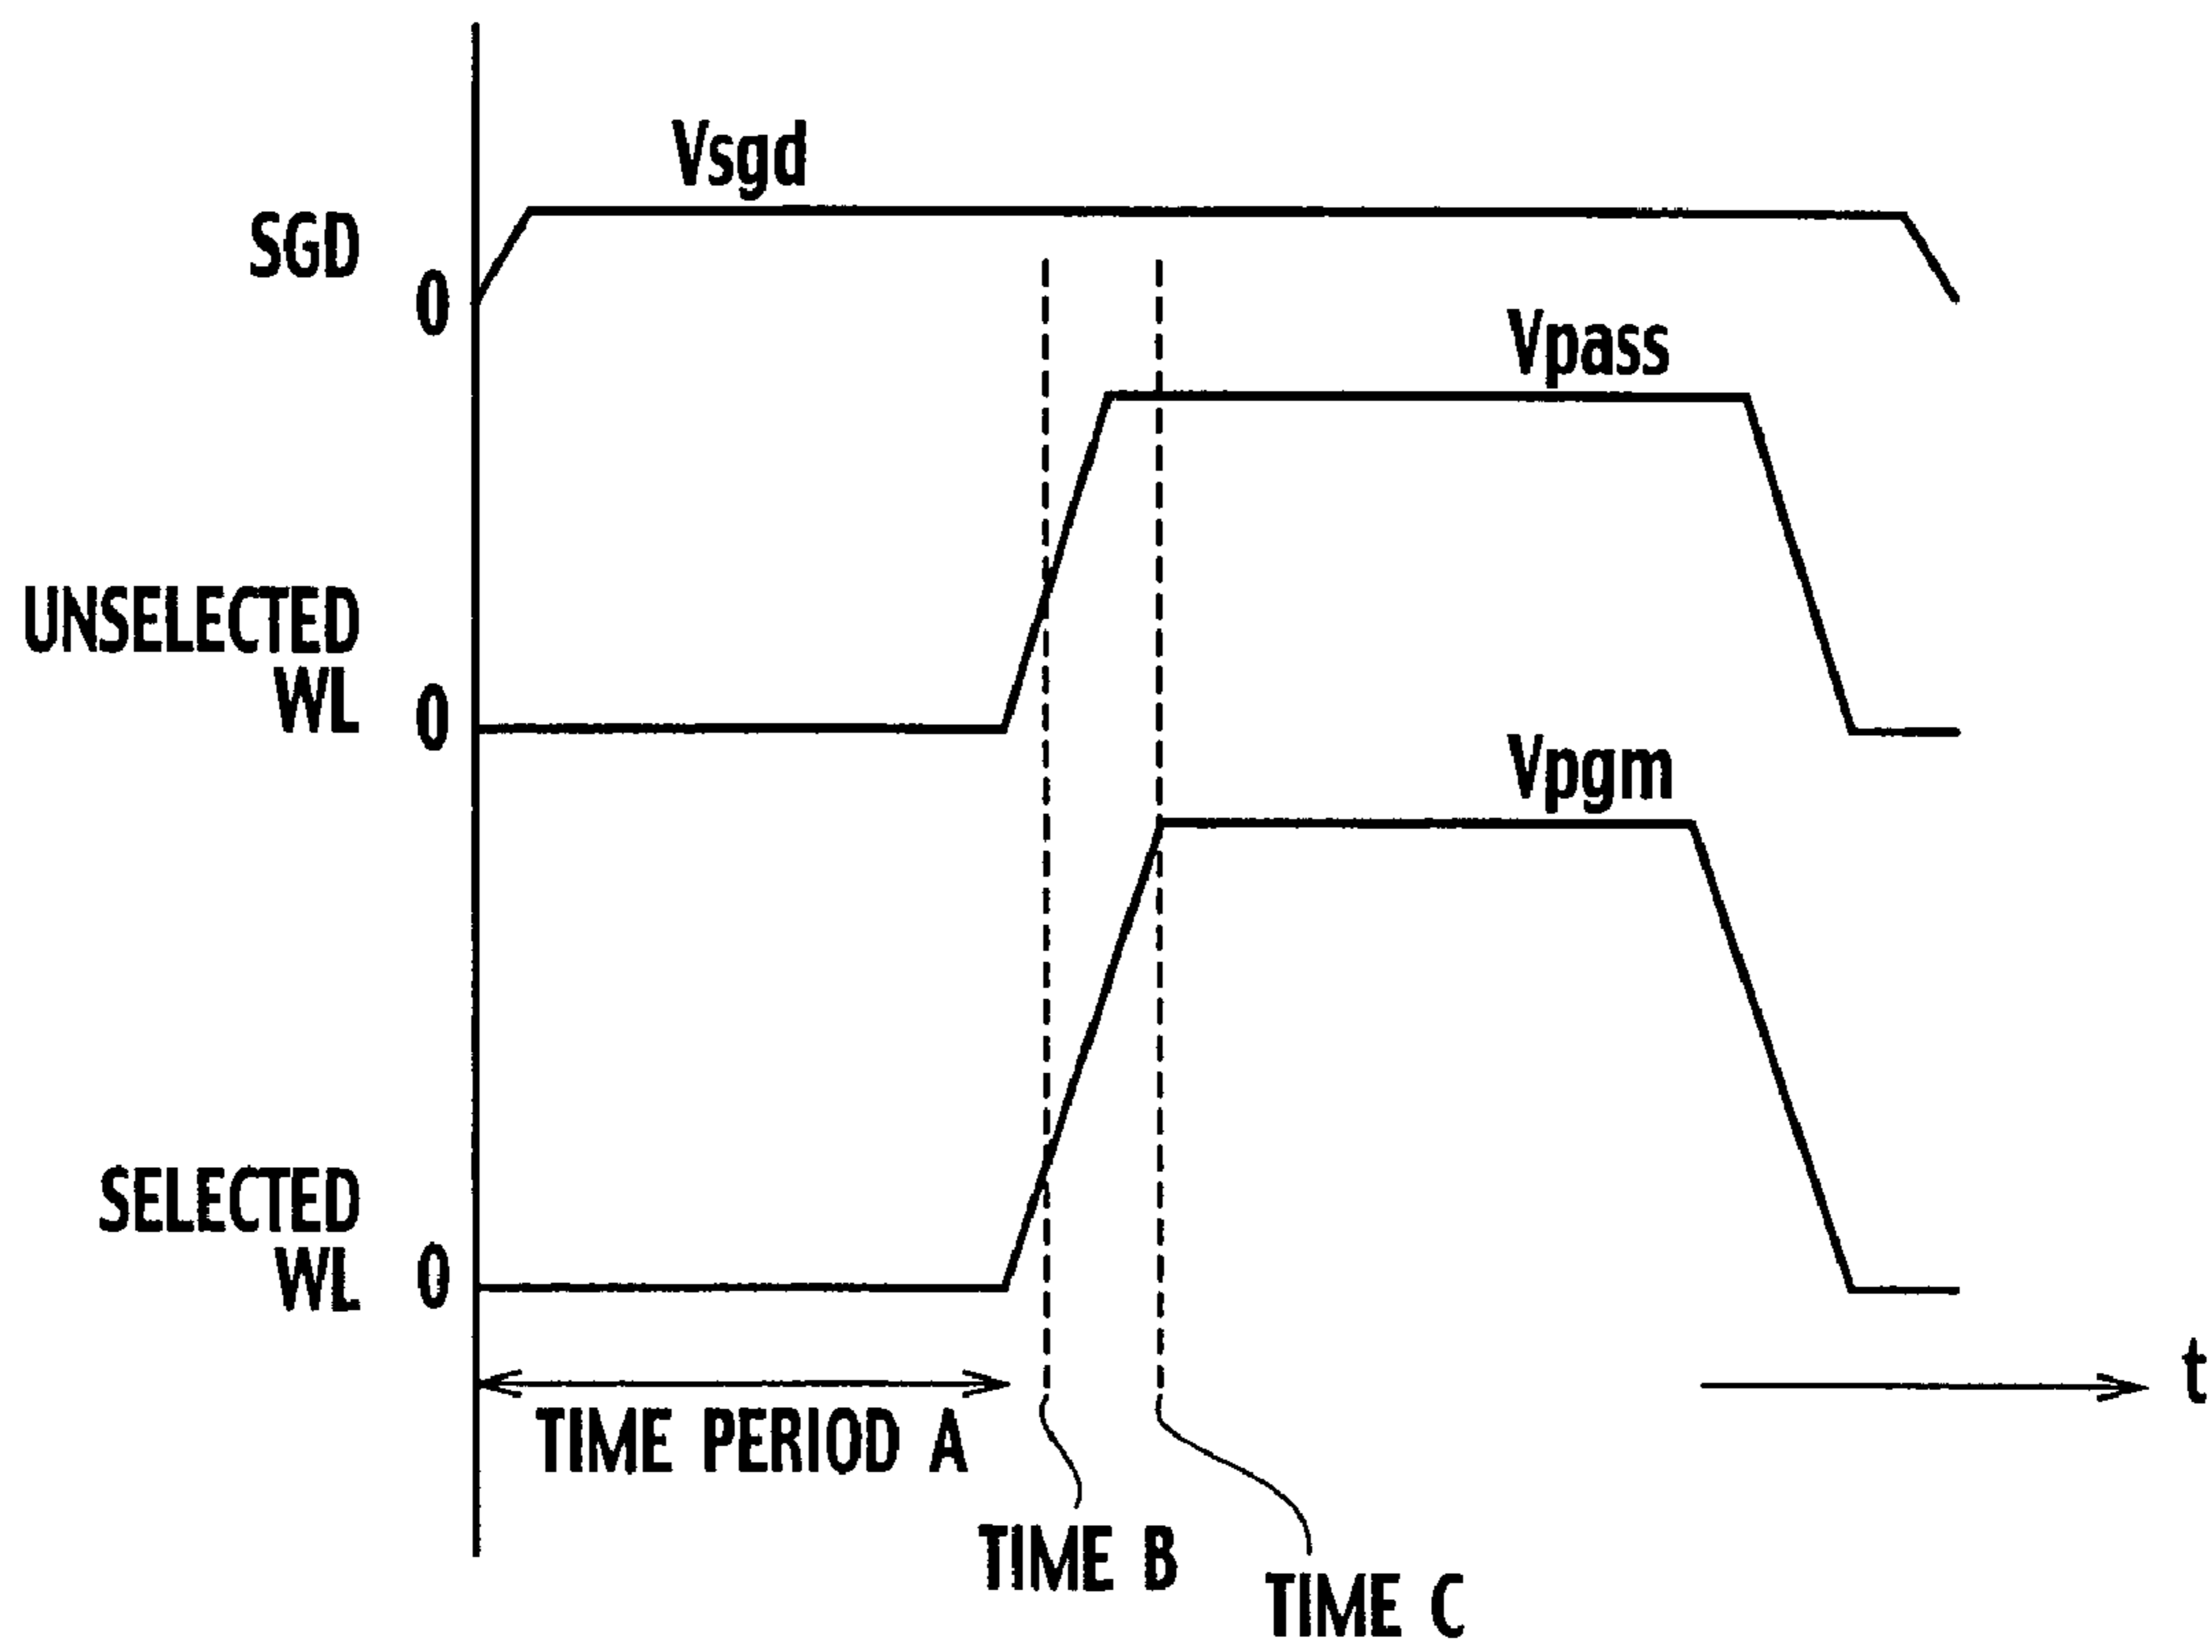 Vsgd
SGD
0
Vpass
UNSELECTED
WL
0
Vpgm
SELECTED
WL
0
t
TIME PERIOD A
TIME B
TIME C